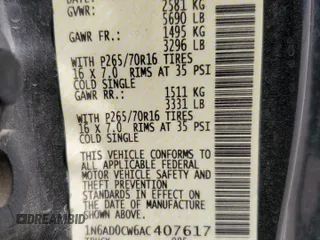 DATE:
GVWR: 2581 KG
5690 LB
GAWR FR.: 1495 KG
3296 LB
WITH P265/70R16 TIRES
16 X 7.0 RIMS AT 35 PSI
COLD SINGLE
GAWR RR.: 1511 KG
3331 LB
WITH P265/70R16 TIRES
16 X 7.0 RIMS AT 35 PSI
COLD SINGLE
THIS VEHICLE CONFORMS TO
ALL APPLICABLE FEDERAL
MOTOR VEHICLE SAFETY AND
THEFT PREVENTION
STANDARDS IN EFFECT ON
THE DATE OF MANUFACTURE
SHOWN ABOVE.
1N6AD0CW6AC407617
TRUCK
DREAMBID